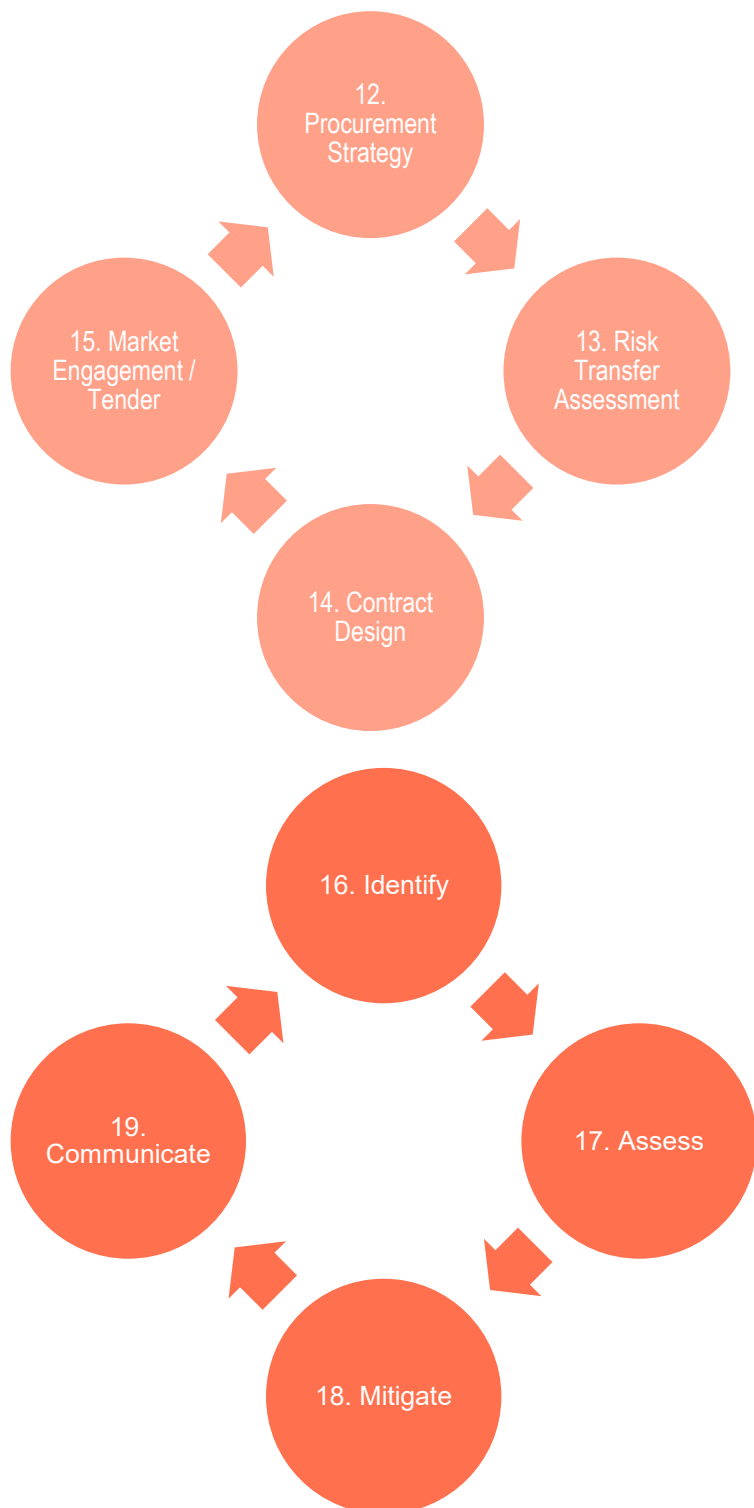 12.
Procurement
Strategy
13. Risk
Transfer
Assessment
14. Contract
Design
15. Market
Engagement /
Tender
16. Identify
17. Assess
18. Mitigate
19.
Communicate